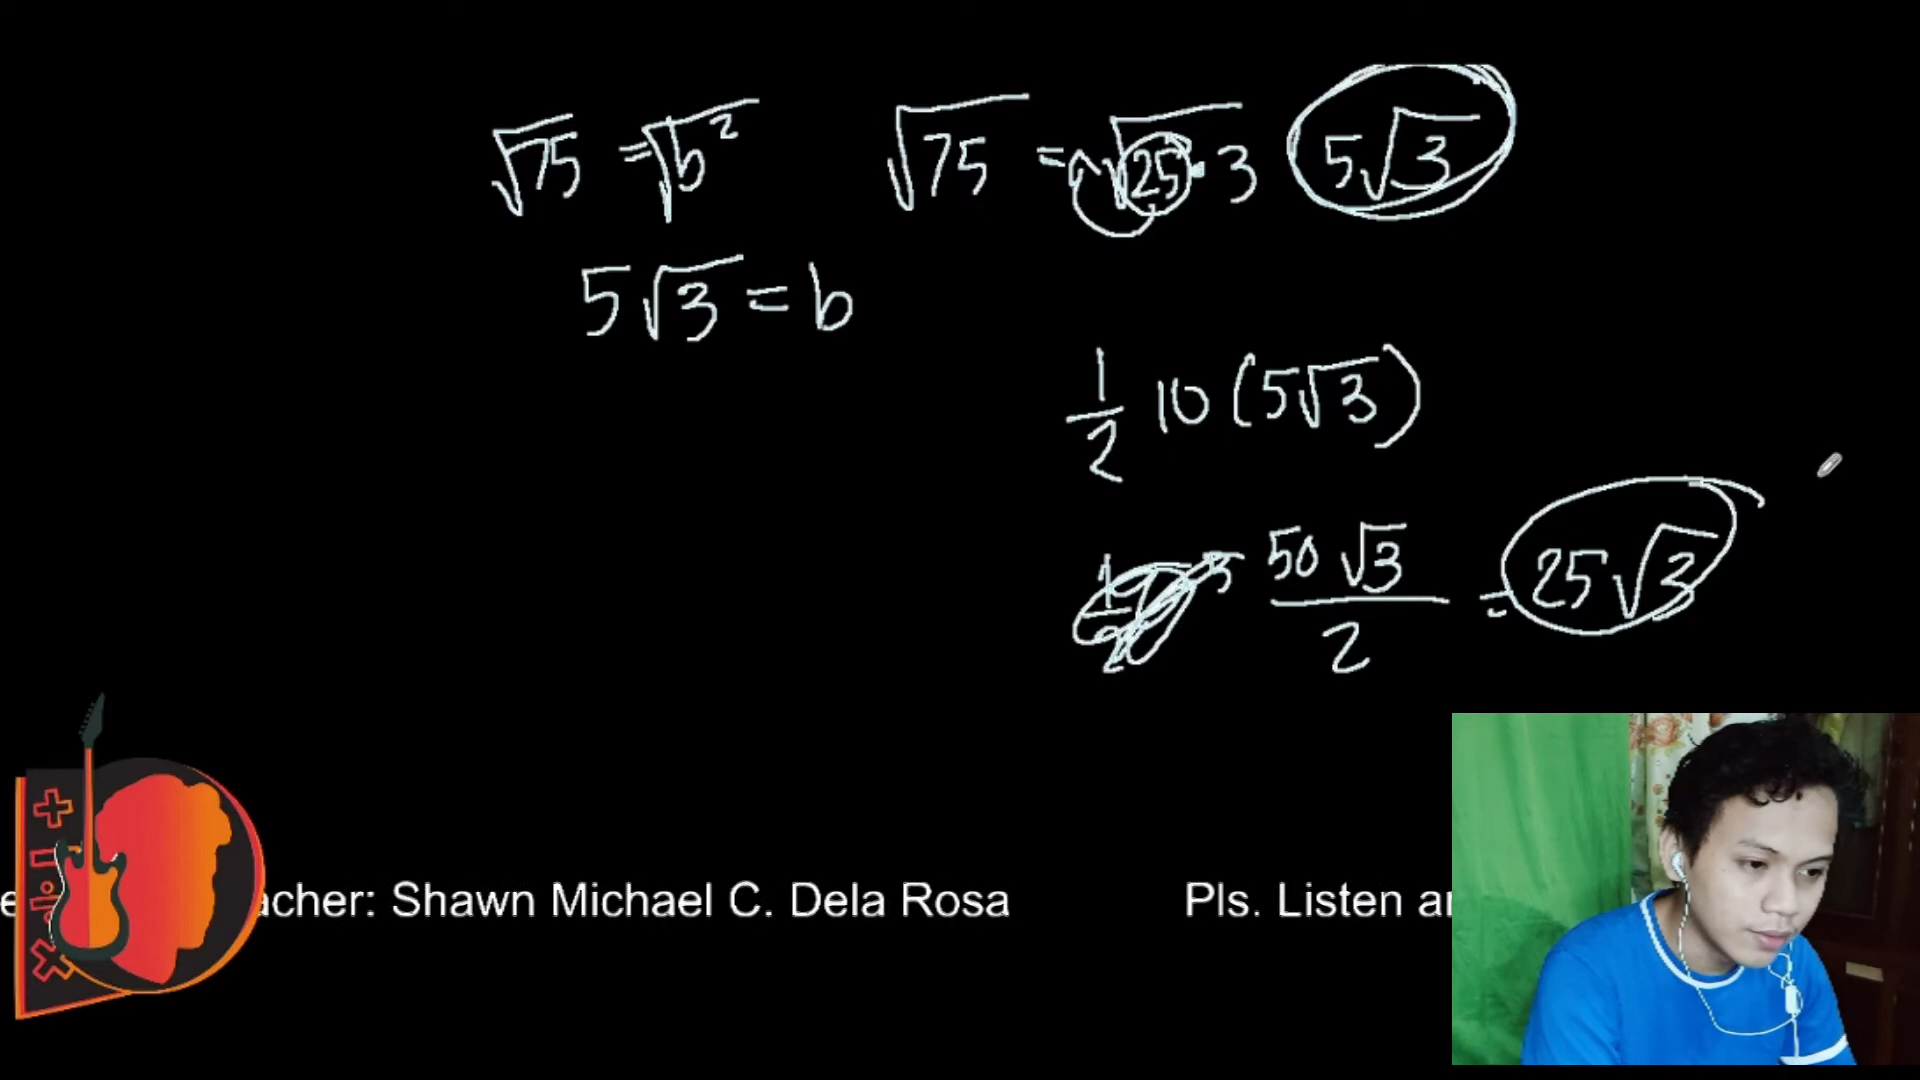 √75 = √b² √75 = √25 · 3 5√3
5√3 = b
1/2 10 (5√3)
50√3/2 = 25√3
acher: Shawn Michael C. Dela Rosa Pls. Listen